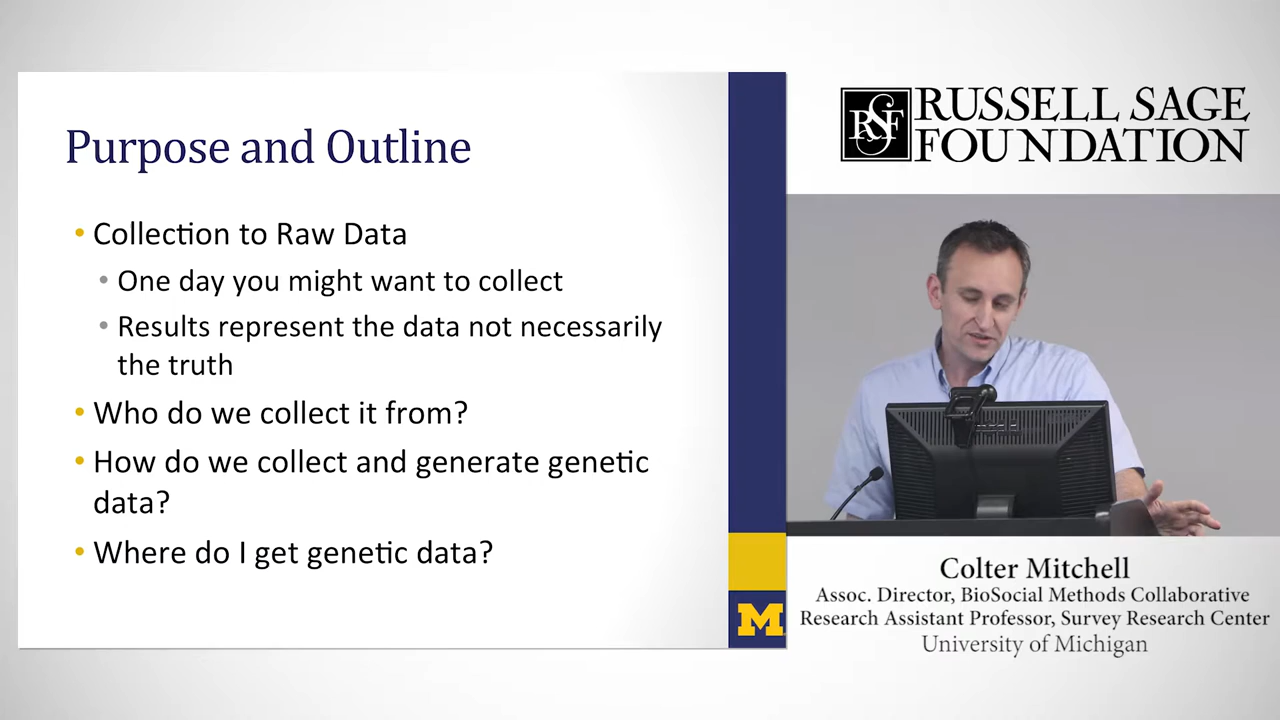 Purpose and Outline
• Collection to Raw Data
• One day you might want to collect
• Results represent the data not necessarily
the truth
• Who do we collect it from?
• How do we collect and generate genetic
data?
• Where do I get genetic data?
M
RSF
RUSSELL SAGE
FOUNDATION
Colter Mitchell
Assoc. Director, BioSocial Methods Collaborative
Research Assistant Professor, Survey Research Center
University of Michigan